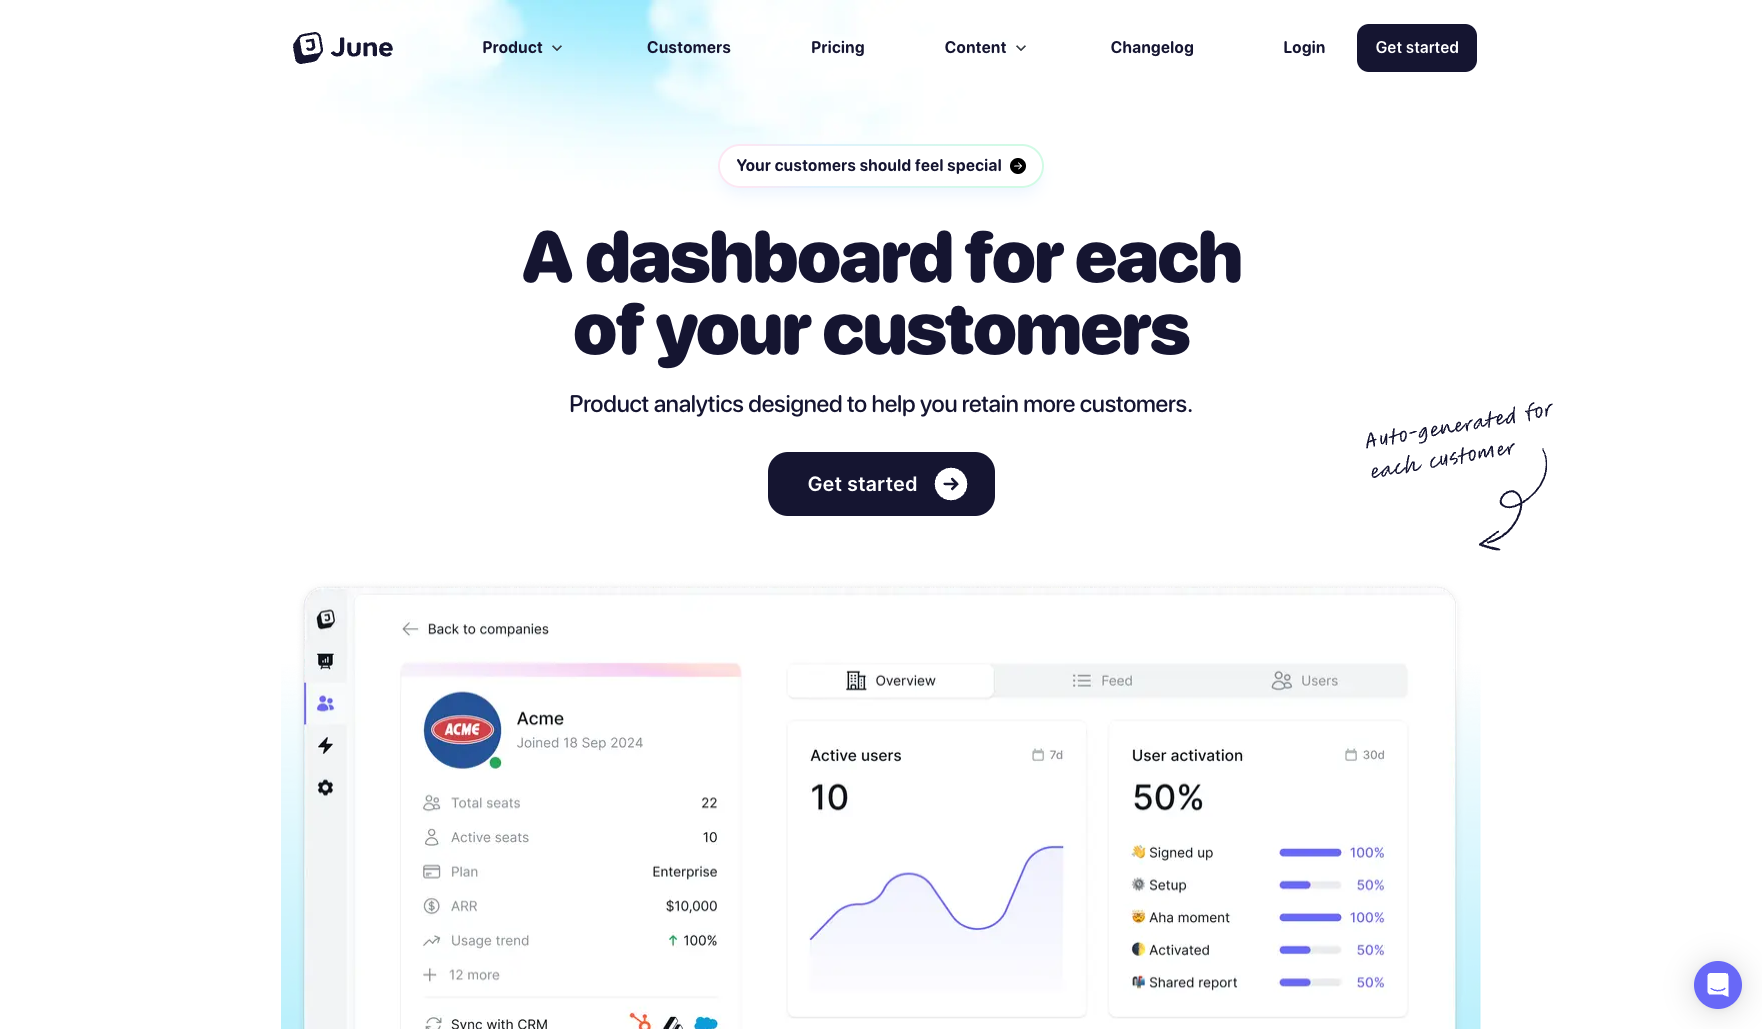 June
Product
Customers
Pricing
Content
Changelog
Login
Get started
Your customers should feel special
A dashboard for each
of your customers
Product analytics designed to help you retain more customers.
Get started
Auto-generated for
each customer
Back to companies
ACME
Acme
Joined 18 Sep 2024
Total seats 22
Active seats 10
Plan Enterprise
ARR $10,000
Usage trend 100%
12 more
Sync with CRM
Overview
Feed
Users
Active users 7d
10
User activation 30d
50%
Signed up 100%
Setup 50%
Aha moment 100%
Activated 50%
Shared report 50%